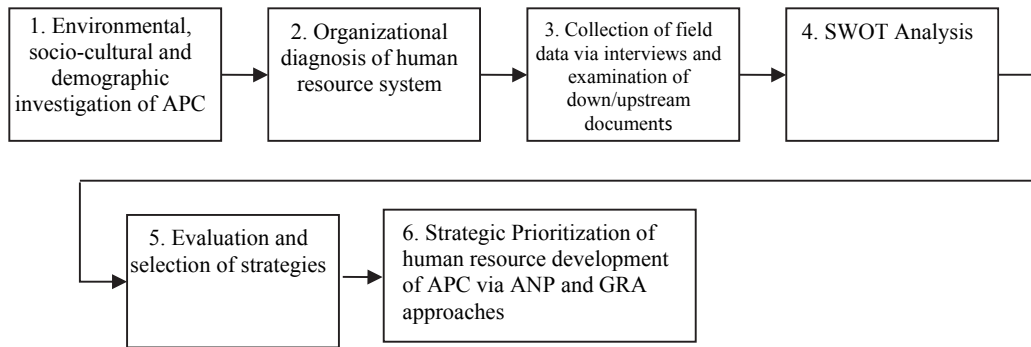 1. Environmental,
socio-cultural and
demographic
investigation of APC
2. Organizational
diagnosis of human
resource system
3. Collection of field
data via interviews and
examination of
down/upstream
documents
4. SWOT Analysis
5. Evaluation and
selection of strategies
6. Strategic Prioritization of
human resource development
of APC via ANP and GRA
approaches